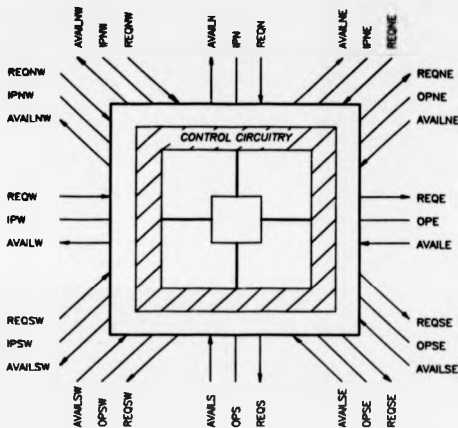 AVAILNW
IPNW
REQNW
AVAILN
IPN
REQN
AVAILNE
IPNE
REQNE
REQNW
IPNW
AVAILNW
REQNE
OPNE
AVAILNE
CONTROL CIRCUITRY
REQW
IPW
AVAILW
REQE
OPE
AVAILE
REQSW
IPSW
AVAILSW
REQSE
OPSE
AVAILSE
AVAILSW
OPSW
REQSW
AVAILS
OPS
REQS
AVAILSE
OPSE
REQSE